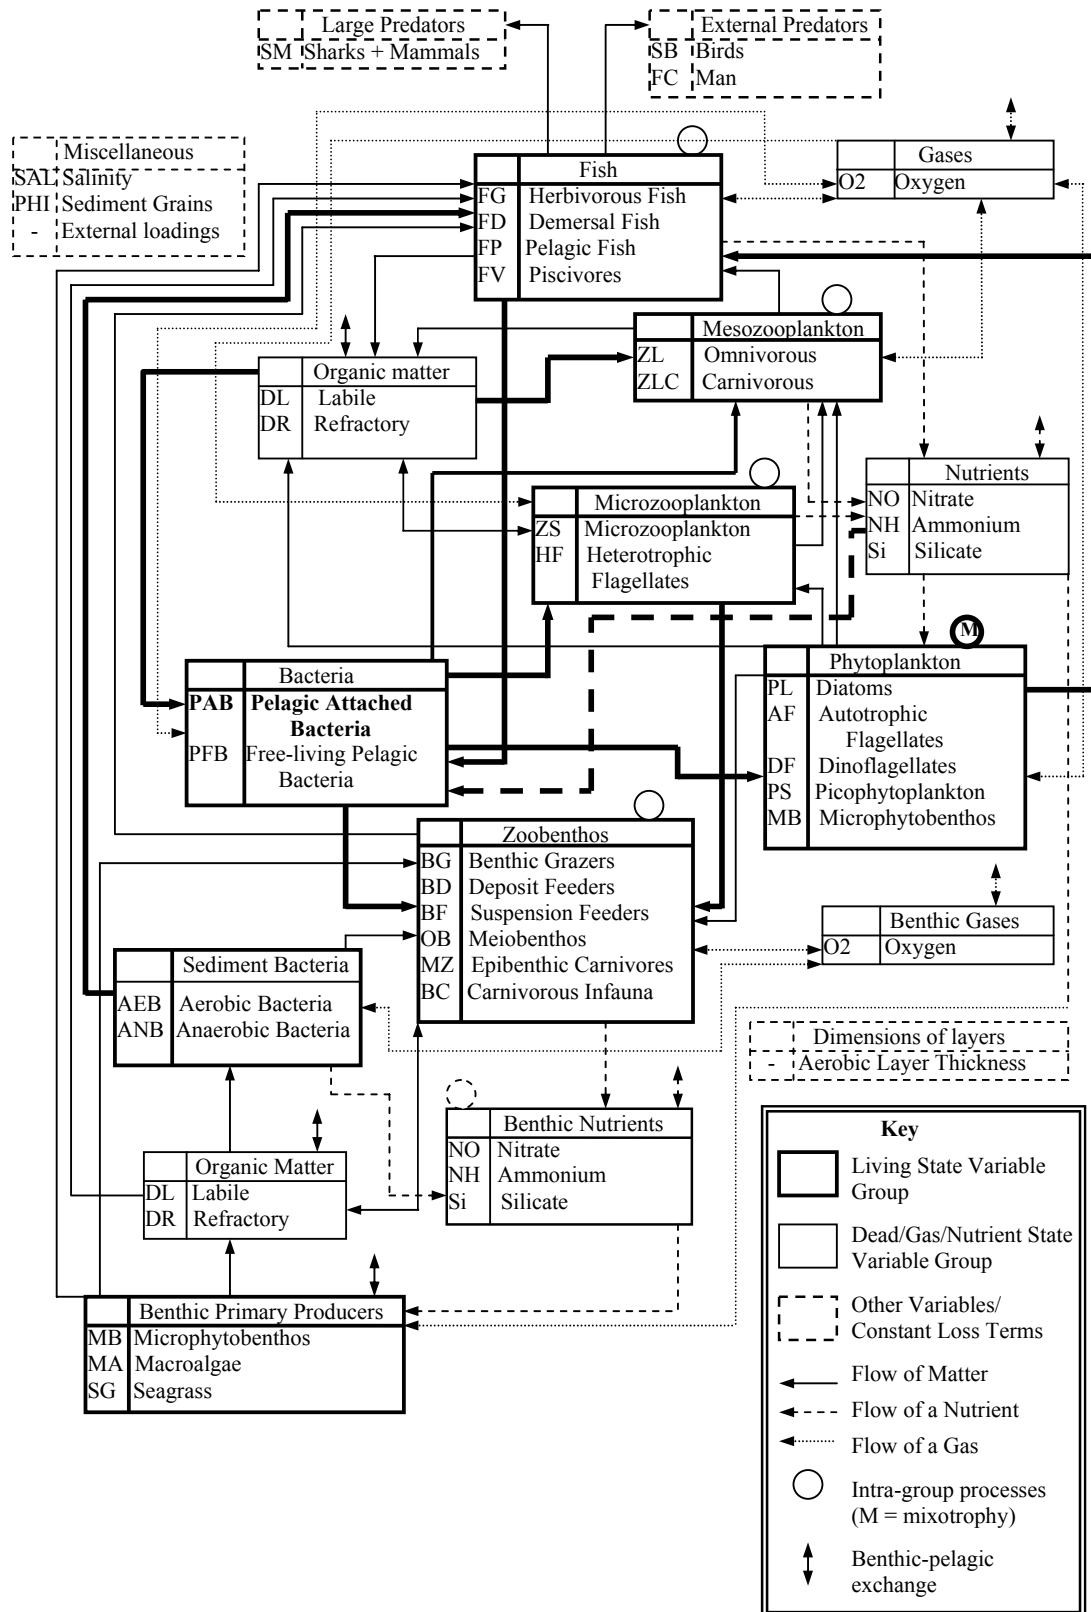 Large Predators
SM Sharks + Mammals
External Predators
SB Birds
FC Man
Miscellaneous
SAL Salinity
PHI Sediment Grains
- External loadings
Fish
FG Herbivorous Fish
FD Demersal Fish
FP Pelagic Fish
FV Piscivores
Gases
O2 Oxygen
Mesozooplankton
ZL Omnivorous
ZLC Carnivorous
Organic matter
DL Labile
DR Refractory
Nutrients
NO Nitrate
NH Ammonium
Si Silicate
Microzooplankton
ZS Microzooplankton
HF Heterotrophic
Flagellates
M
Bacteria
PAB Pelagic Attached
Bacteria
PFB Free-living Pelagic
Bacteria
Phytoplankton
PL Diatoms
AF Autotrophic
Flagellates
DF Dinoflagellates
PS Picophytoplankton
MB Microphytobenthos
Zoobenthos
BG Benthic Grazers
BD Deposit Feeders
BF Suspension Feeders
OB Meiobenthos
MZ Epibenthic Carnivores
BC Carnivorous Infauna
Benthic Gases
O2 Oxygen
Sediment Bacteria
AEB Aerobic Bacteria
ANB Anaerobic Bacteria
Dimensions of layers
- Aerobic Layer Thickness
Benthic Nutrients
NO Nitrate
NH Ammonium
Si Silicate
Organic Matter
DL Labile
DR Refractory
Benthic Primary Producers
MB Microphytobenthos
MA Macroalgae
SG Seagrass
Key
Living State Variable
Group
Dead/Gas/Nutrient State
Variable Group
Other Variables/
Constant Loss Terms
Flow of Matter
Flow of a Nutrient
Flow of a Gas
Intra-group processes
(M = mixotrophy)
Benthic-pelagic
exchange